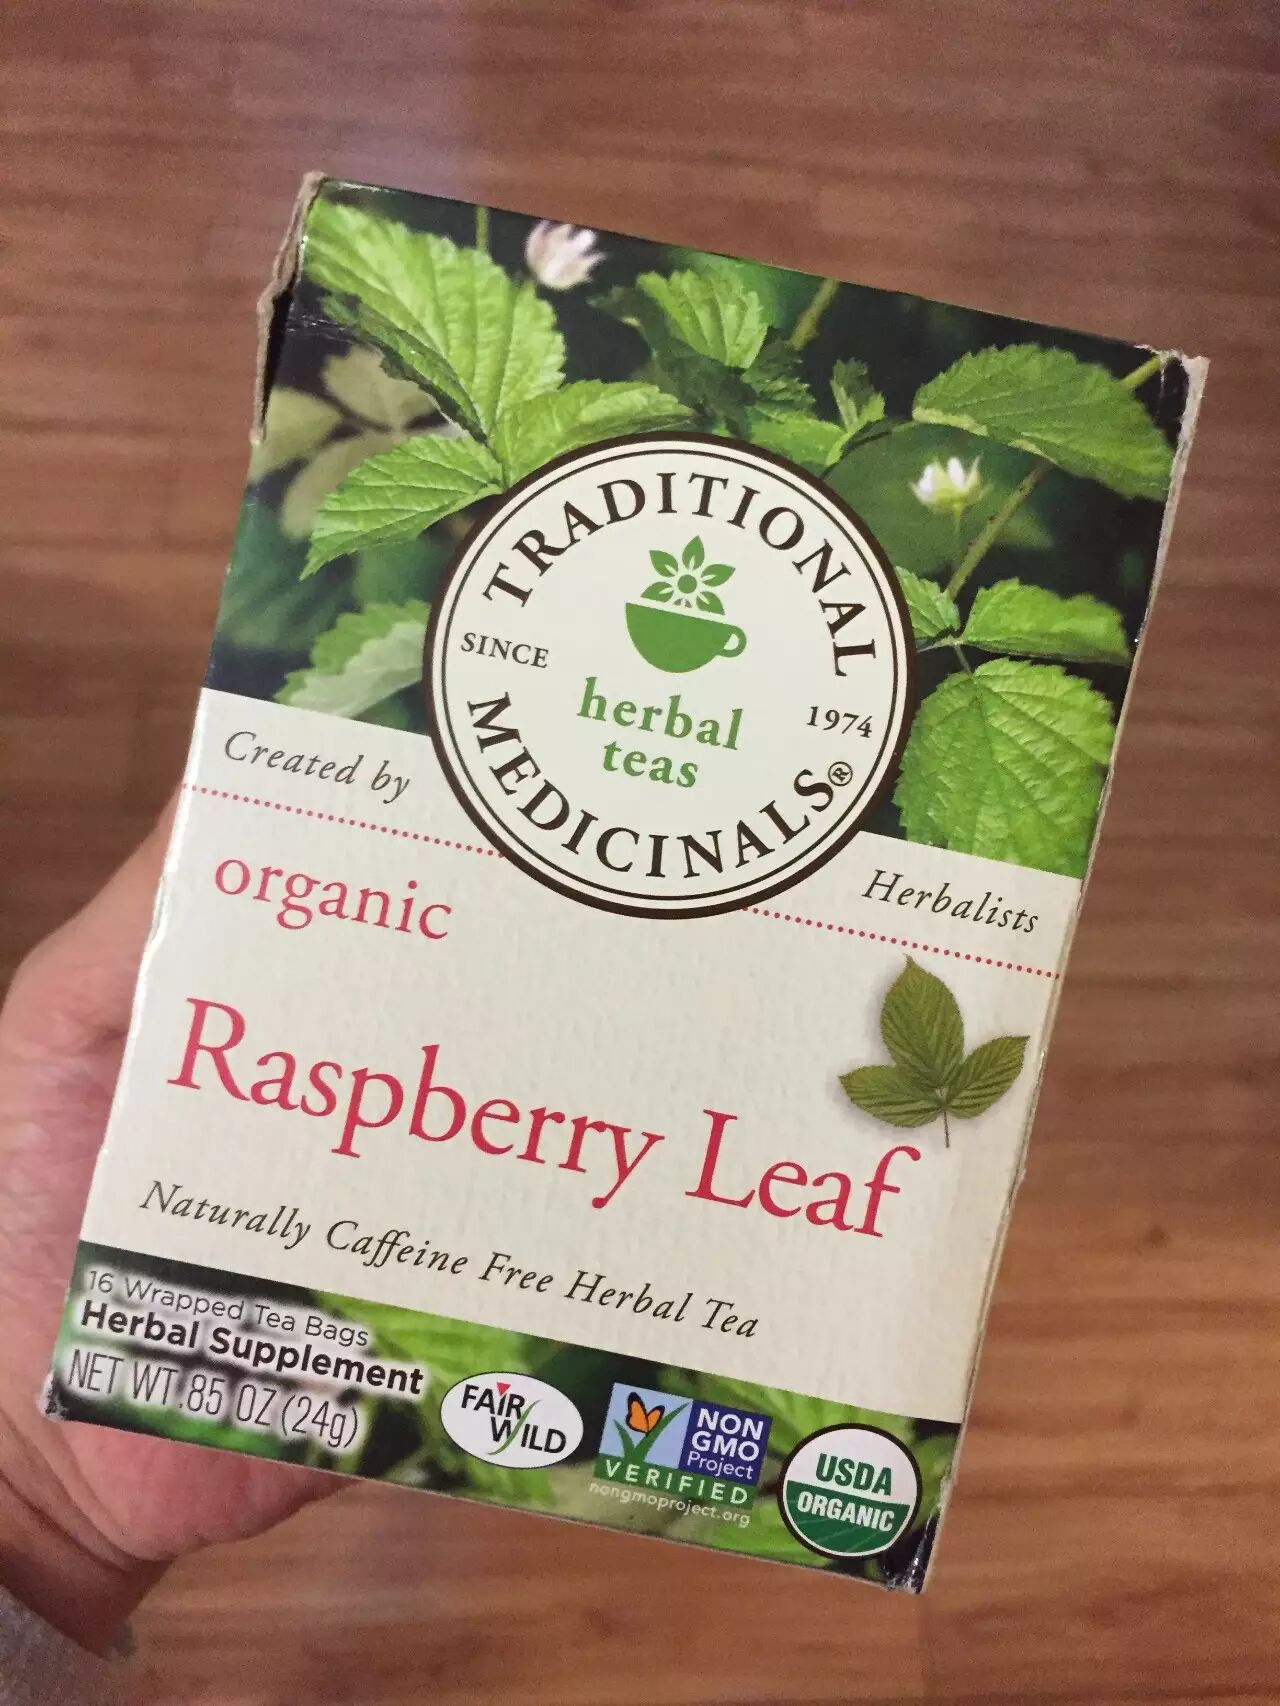 TRADITIONAL
SINCE
1974
herbal
teas
MEDICINALS®
Created by
Herbalists
organic
Raspberry Leaf
Naturally Caffeine Free Herbal Tea
16 Wrapped Tea Bags
Herbal Supplement
NET WT .85 OZ (24g)
FAIR
WILD
NON
GMO
Project
VERIFIED
nongmoproject.org
USDA
ORGANIC